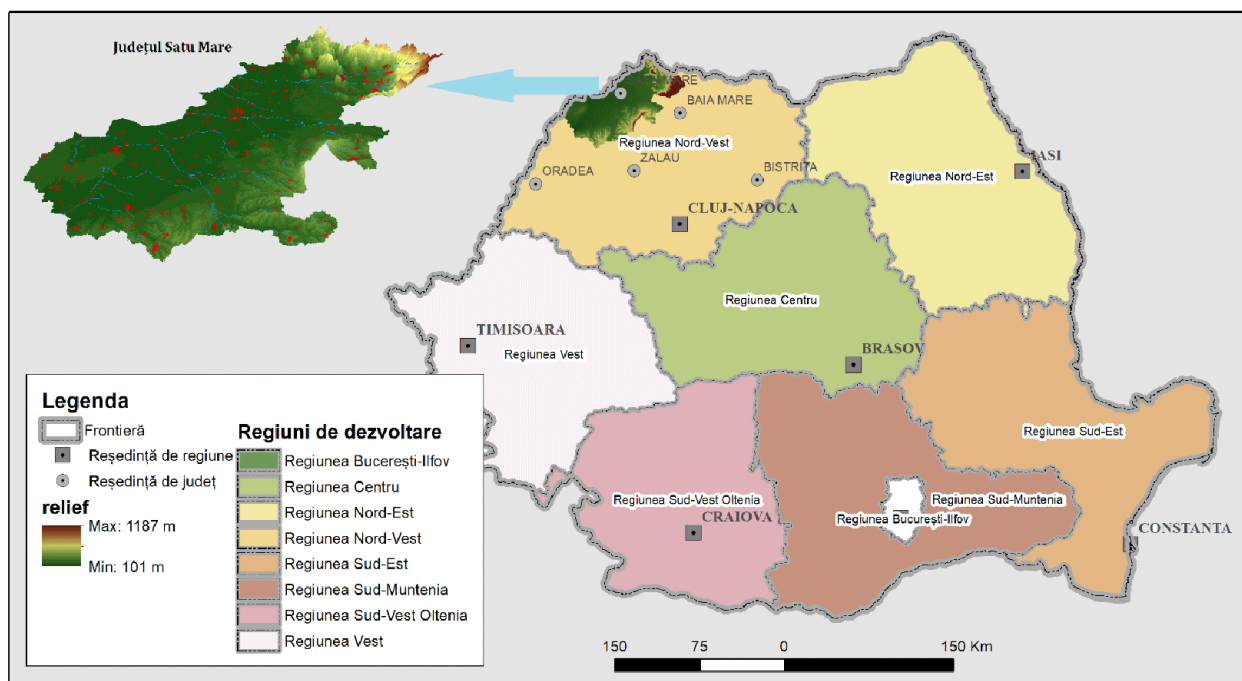 Județul Satu Mare
RE
BAIA MARE
Regiunea Nord-Vest
ZALAU
ORADEA
BISTRITA
CLUJ-NAPOCA
Regiunea Nord-Est
IASI
Regiunea Centru
TIMISOARA
Regiunea Vest
BRASOV
Regiunea Sud-Est
Regiunea Sud-Vest Oltenia
CRAIOVA
Regiunea Sud-Muntenia
Regiunea București-Ilfov
CONSTANTA
Legenda
Frontieră
Reședință de regiune
Reședință de județ
relief
Max: 1187 m
Min: 101 m
Regiuni de dezvoltare
Regiunea București-Ilfov
Regiunea Centru
Regiunea Nord-Est
Regiunea Nord-Vest
Regiunea Sud-Est
Regiunea Sud-Muntenia
Regiunea Sud-Vest Oltenia
Regiunea Vest
150 75 0 150 Km